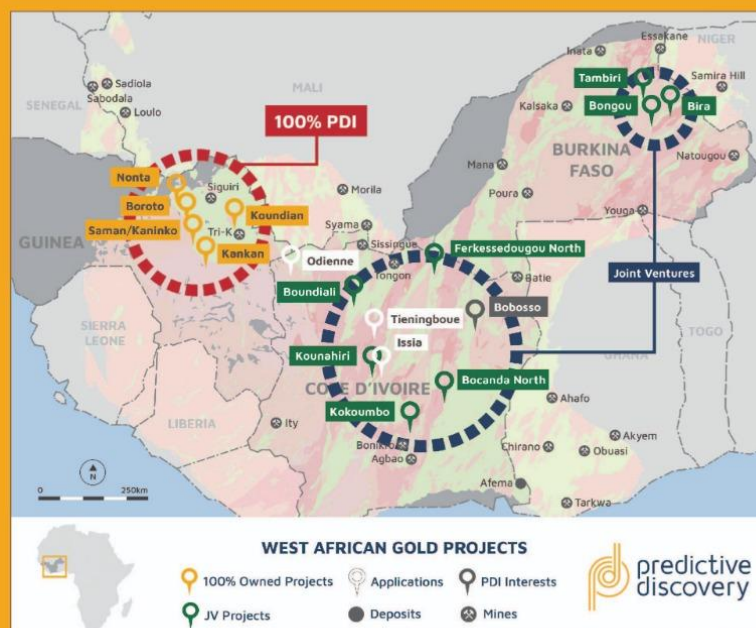 Essakane
NIGER
Inata
Tambiri
Samira Hill
Sadiola
Sabodala
SENEGAL
Loulo
MALI
Kalsaka
Bongou
Bira
100% PDI
BURKINA
FASO
Natougou
Mana
Nonta
Siguiri
Morila
Poura
Boroto
Koundian
Youga
Saman/Kaninko
Tri-K
Syama
GUINEA
Kankan
Sissingue
Ferkessedougou North
Odienne
Tongon
Batie
Joint Ventures
Boundiali
Bobosso
Tieningboue
SIERRA
LEONE
Kounahiri
Issia
GHANA
TOGO
COTE D'IVOIRE
Bocanda North
Ahafo
LIBERIA
Kokoumbo
Ity
Bonikro
Akyem
Chirano
Obuasi
Agbao
N
Afema
0 250km
Tarkwa
WEST AFRICAN GOLD PROJECTS
100% Owned Projects
Applications
PDI Interests
JV Projects
Deposits
Mines
predictive
discovery